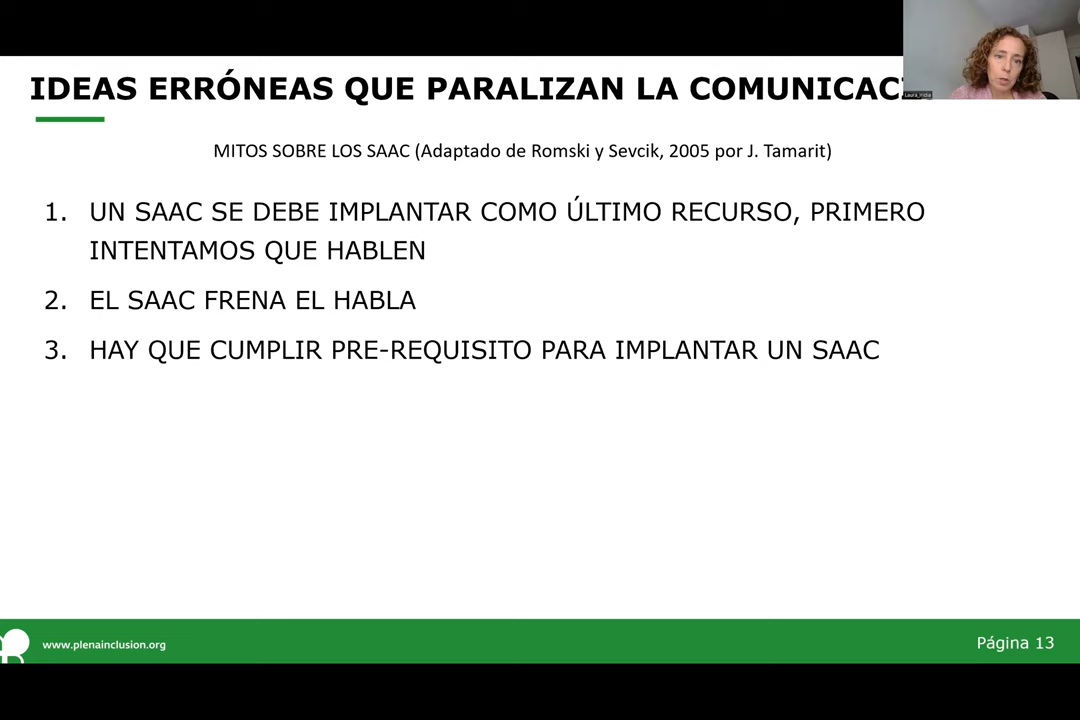 IDEAS ERRÓNEAS QUE PARALIZAN LA COMUNICAC
MITOS SOBRE LOS SAAC (Adaptado de Romski y Sevcik, 2005 por J. Tamarit)
1. UN SAAC SE DEBE IMPLANTAR COMO ÚLTIMO RECURSO, PRIMERO
INTENTAMOS QUE HABLEN
2. EL SAAC FRENA EL HABLA
3. HAY QUE CUMPLIR PRE-REQUISITO PARA IMPLANTAR UN SAAC
www.plenainclusion.org
Página 13